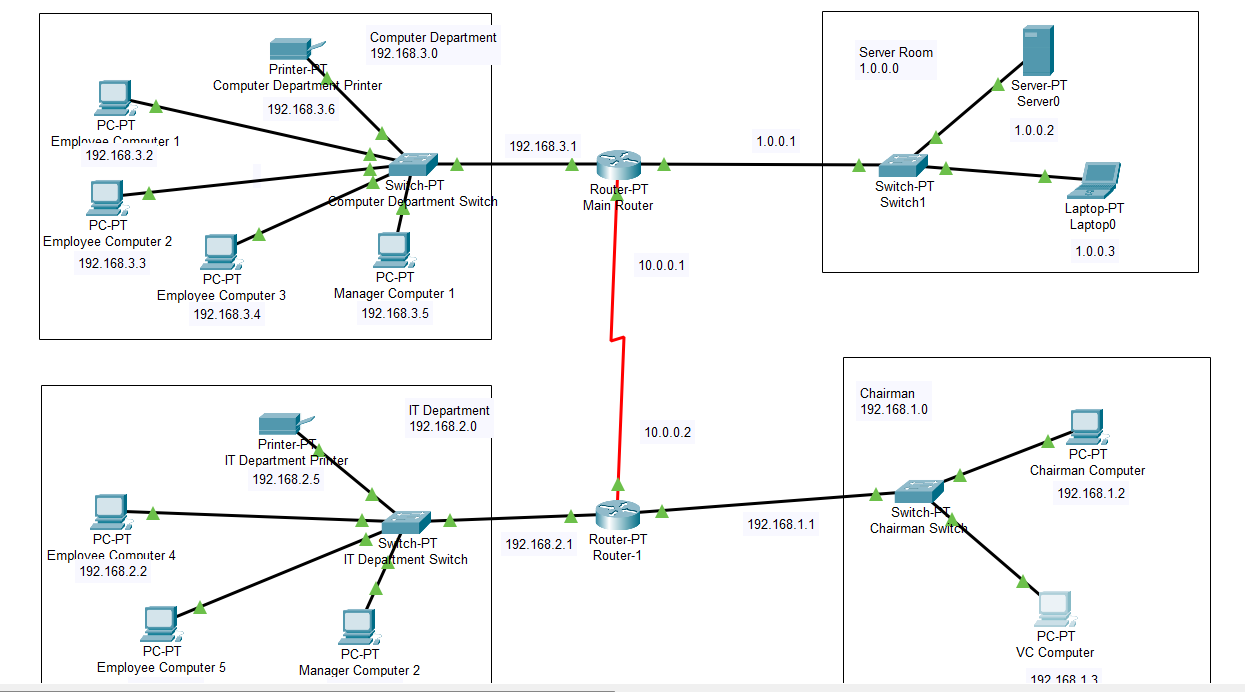 Computer Department
192.168.3.0
Printer-PT
Computer Department Printer
192.168.3.6
PC-PT
Employee Computer 1
192.168.3.2
PC-PT
Employee Computer 2
192.168.3.3
PC-PT
Employee Computer 3
192.168.3.4
PC-PT
Manager Computer 1
192.168.3.5
Switch-PT
Computer Department Switch
192.168.3.1
Router-PT
Main Router
1.0.0.1
Server Room
1.0.0.0
Server-PT
Server0
1.0.0.2
Switch-PT
Switch1
Laptop-PT
Laptop0
1.0.0.3
10.0.0.1
10.0.0.2
IT Department
192.168.2.0
Printer-PT
IT Department Printer
192.168.2.5
PC-PT
Employee Computer 4
192.168.2.2
Switch-PT
IT Department Switch
PC-PT
Employee Computer 5
PC-PT
Manager Computer 2
192.168.2.1
Router-PT
Router-1
192.168.1.1
Chairman
192.168.1.0
PC-PT
Chairman Computer
192.168.1.2
Switch-PT
Chairman Switch
PC-PT
VC Computer
192.168.1.3